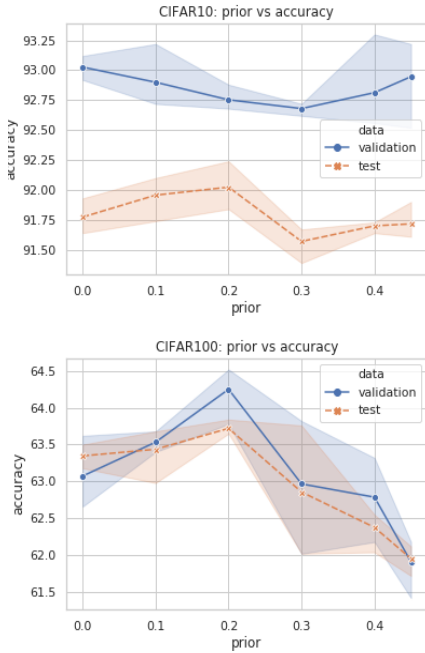 CIFAR10: prior vs accuracy
93.25
93.00
92.75
92.50
92.25
92.00
91.75
91.50
accuracy
data
validation
test
0.0 0.1 0.2 0.3 0.4
prior
CIFAR100: prior vs accuracy
64.5
64.0
63.5
63.0
62.5
62.0
61.5
accuracy
data
validation
test
0.0 0.1 0.2 0.3 0.4
prior